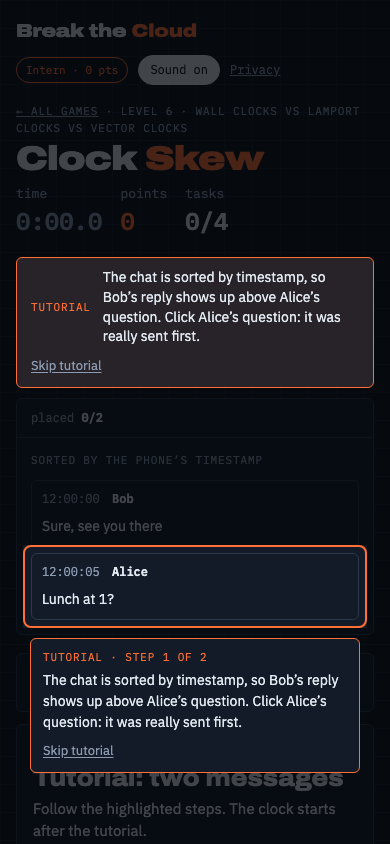 Break the Cloud
Intern · 0 pts
Sound on
Privacy
← ALL GAMES · LEVEL 6 · WALL CLOCKS VS LAMPORT
CLOCKS VS VECTOR CLOCKS
Clock Skew
time
points
tasks
0:00.0
0
0/4
TUTORIAL
The chat is sorted by timestamp, so
Bob's reply shows up above Alice's
question. Click Alice's question: it was
really sent first.
Skip tutorial
placed 0/2
SORTED BY THE PHONE'S TIMESTAMP
12:00:00 Bob
Sure, see you there
12:00:05 Alice
Lunch at 1?
TUTORIAL · STEP 1 OF 2
The chat is sorted by timestamp, so Bob's reply
shows up above Alice's question. Click Alice's
question: it was really sent first.
Skip tutorial
Tutorial: two messages
Follow the highlighted steps. The clock starts
after the tutorial.